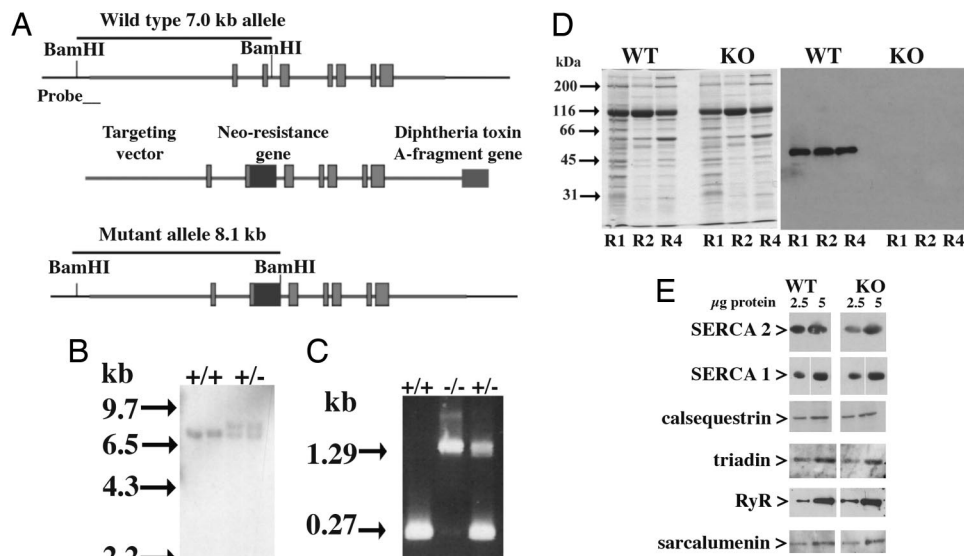 A
Wild type 7.0 kb allele
BamHI
BamHI
Probe
Targeting vector
Neo-resistance gene
Diphtheria toxin A-fragment gene
Mutant allele 8.1 kb
BamHI
BamHI
B
kb
+/+ +/-
9.7
6.5
4.3
C
kb
+/+ -/- +/-
1.29
0.27
D
WT KO WT KO
kDa
200
116
66
45
31
R1 R2 R4 R1 R2 R4 R1 R2 R4 R1 R2 R4
E
WT KO
µg protein 2.5 5 2.5 5
SERCA 2 >
SERCA 1 >
calsequestrin >
triadin >
RyR >
sarcalumenin >